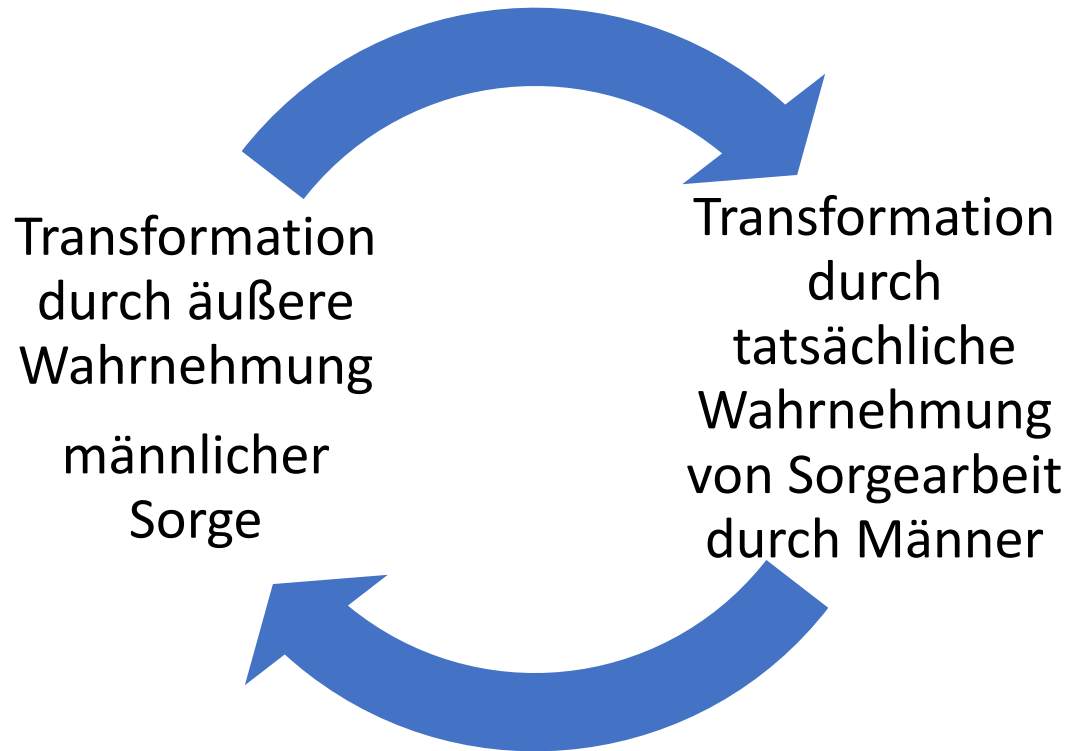 Transformation
durch äußere
Wahrnehmung
männlicher
Sorge
Transformation
durch
tatsächliche
Wahrnehmung
von Sorgearbeit
durch Männer